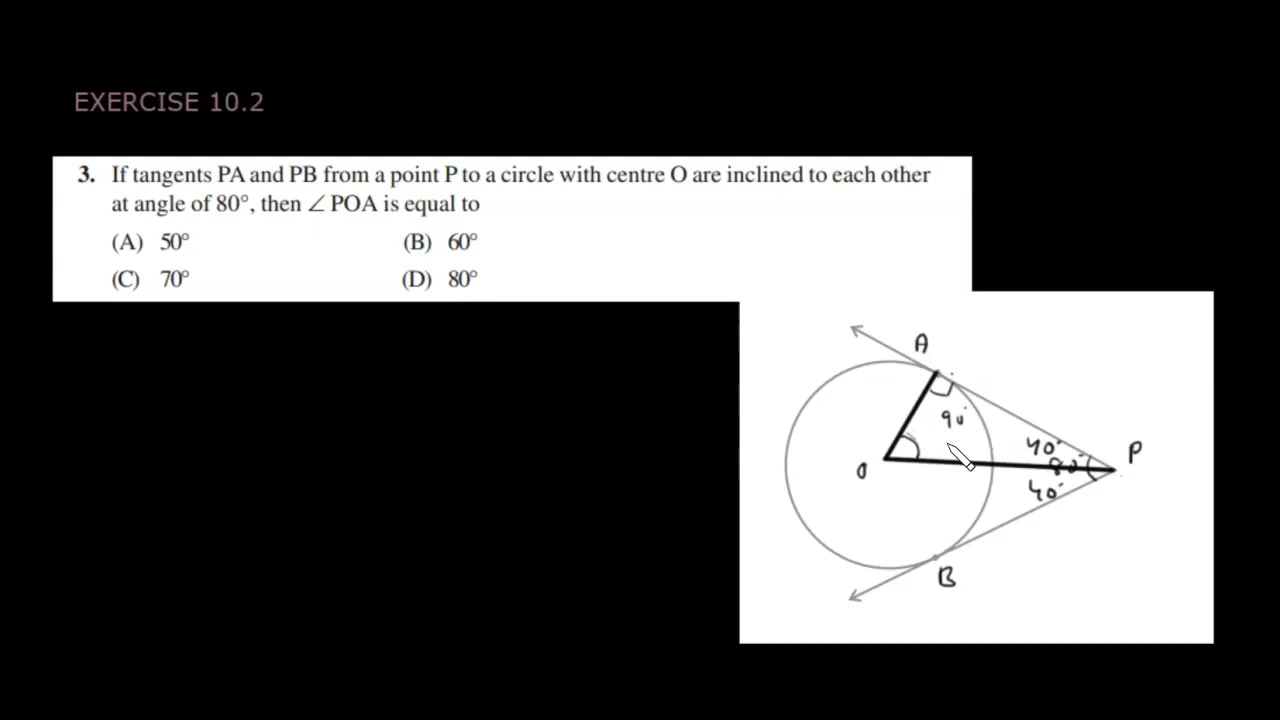 EXERCISE 10.2
3. If tangents PA and PB from a point P to a circle with centre O are inclined to each other
at angle of 80°, then ∠ POA is equal to
(A) 50° (B) 60°
(C) 70° (D) 80°
A
90°
40°
P
80°
O
40°
B